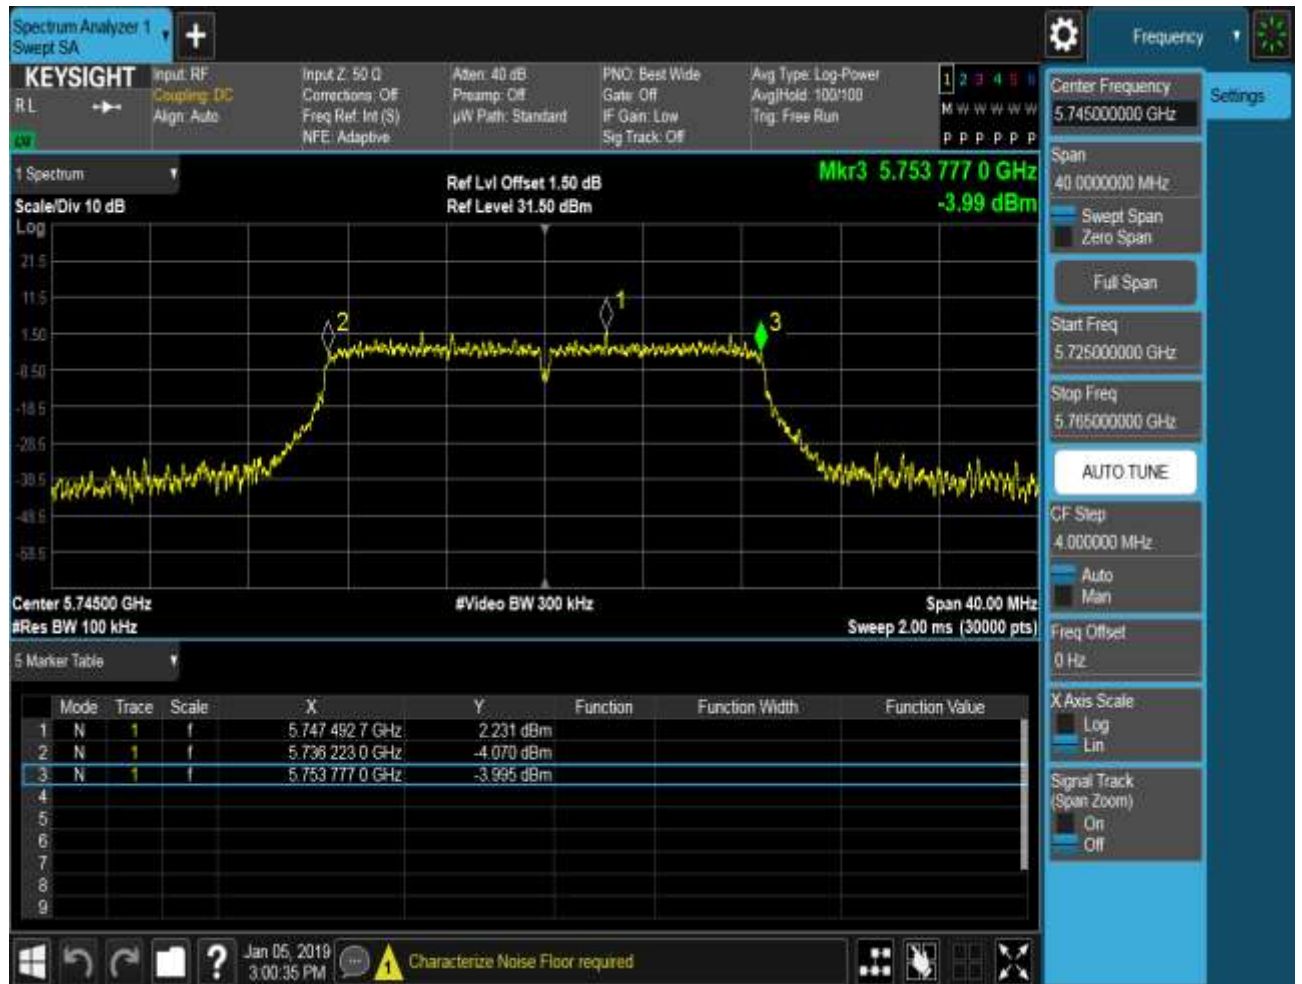 Spectrum Analyzer 1
Swept SA
+
Frequency
KEYSIGHT
RL
Input: RF
Coupling: DC
Align: Auto
Input Z: 50 Ω
Corrections: Off
Freq Ref: Int (S)
NFE: Adaptive
Atten: 40 dB
Preamp: Off
µW Path: Standard
PNO: Best Wide
Gate: Off
IF Gain: Low
Sig Track: Off
Avg Type: Log-Power
Avg|Hold: 100/100
Trig: Free Run
1 2 3 4 5 6
M W W W W W
P P P P P P
1 Spectrum
Scale/Div 10 dB
Log
Ref Lvl Offset 1.50 dB
Ref Level 31.50 dBm
Mkr3 5.753 777 0 GHz
-3.99 dBm
21.5
11.5
1.50
-8.50
-18.5
-28.5
-38.5
-48.5
-58.5
2
1
3
Center 5.74500 GHz
#Res BW 100 kHz
#Video BW 300 kHz
Span 40.00 MHz
Sweep 2.00 ms (30000 pts)
5 Marker Table
Mode Trace Scale X Y Function Function Width Function Value
1 N 1 f 5.747 492 7 GHz 2.231 dBm
2 N 1 f 5.736 223 0 GHz -4.070 dBm
3 N 1 f 5.753 777 0 GHz -3.995 dBm
4
5
6
7
8
9
Center Frequency
5.745000000 GHz
Settings
Span
40.0000000 MHz
Swept Span
Zero Span
Full Span
Start Freq
5.725000000 GHz
Stop Freq
5.765000000 GHz
AUTO TUNE
CF Step
4.000000 MHz
Auto
Man
Freq Offset
0 Hz
X Axis Scale
Log
Lin
Signal Track
(Span Zoom)
On
Off
?
Jan 05, 2019
3:00:35 PM
1
Characterize Noise Floor required